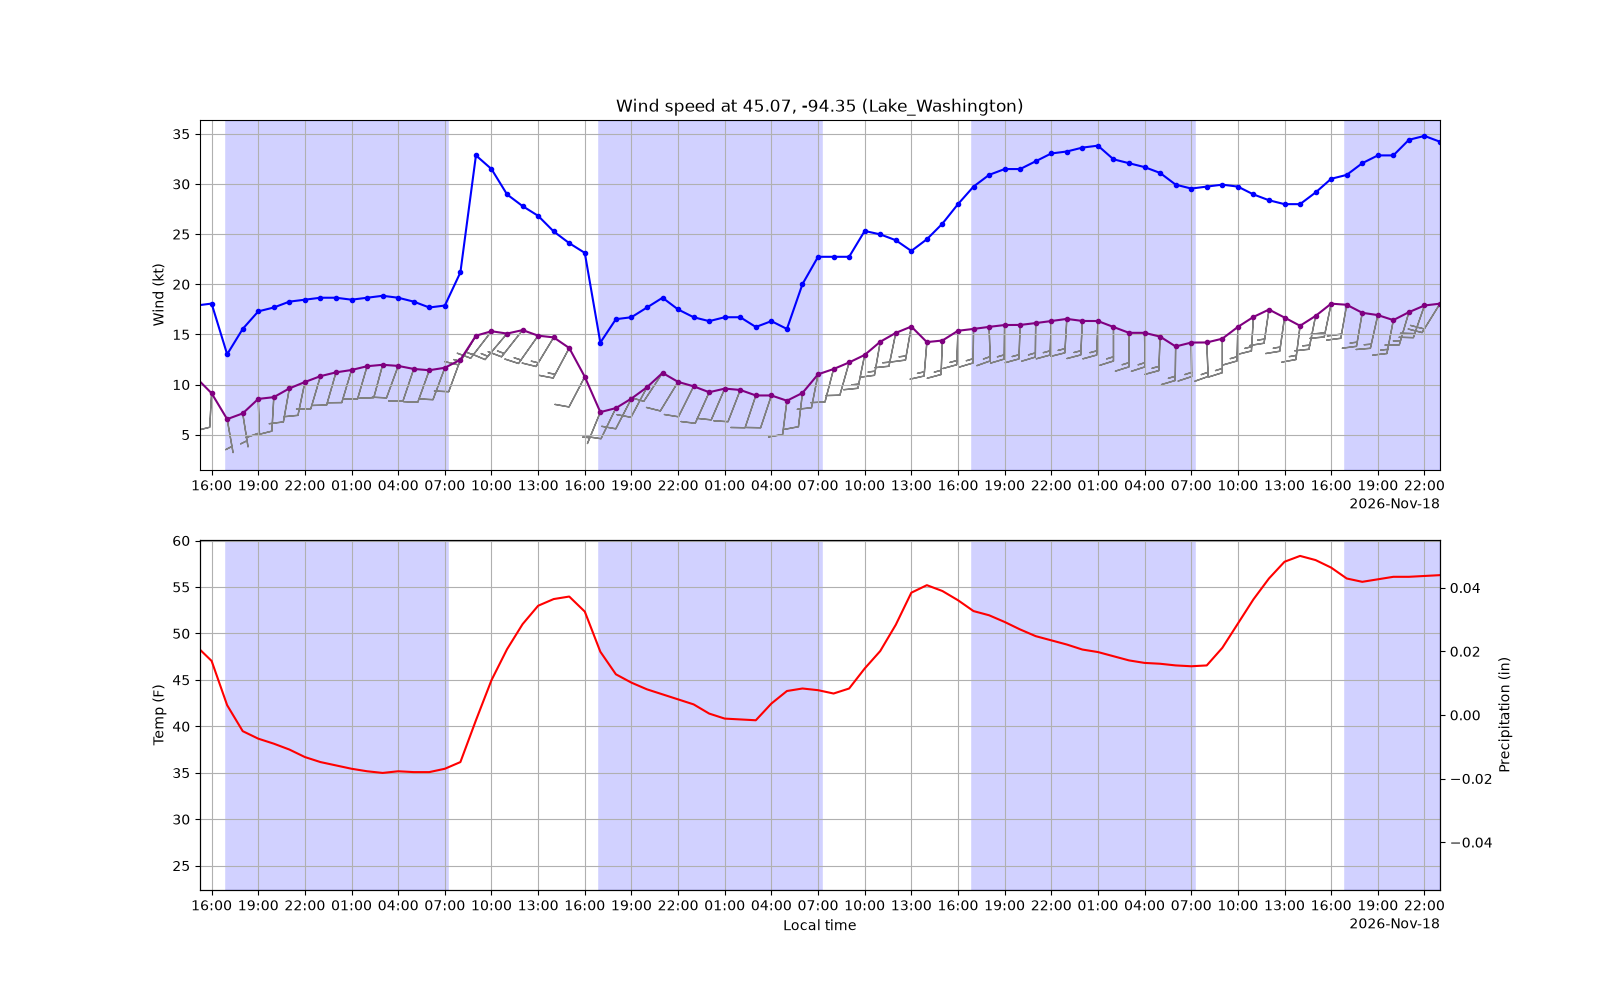 Wind speed at 45.07, -94.35 (Lake_Washington)
35
30
25
20
15
10
5
Wind (kt)
16:00 19:00 22:00 01:00 04:00 07:00 10:00 13:00 16:00 19:00 22:00 01:00 04:00 07:00 10:00 13:00 16:00 19:00 22:00 01:00 04:00 07:00 10:00 13:00 16:00 19:00 22:00
2026-Nov-18
60
55
50
45
40
35
30
25
Temp (F)
0.04
0.02
0.00
−0.02
−0.04
Precipitation (in)
16:00 19:00 22:00 01:00 04:00 07:00 10:00 13:00 16:00 19:00 22:00 01:00 04:00 07:00 10:00 13:00 16:00 19:00 22:00 01:00 04:00 07:00 10:00 13:00 16:00 19:00 22:00
Local time
2026-Nov-18